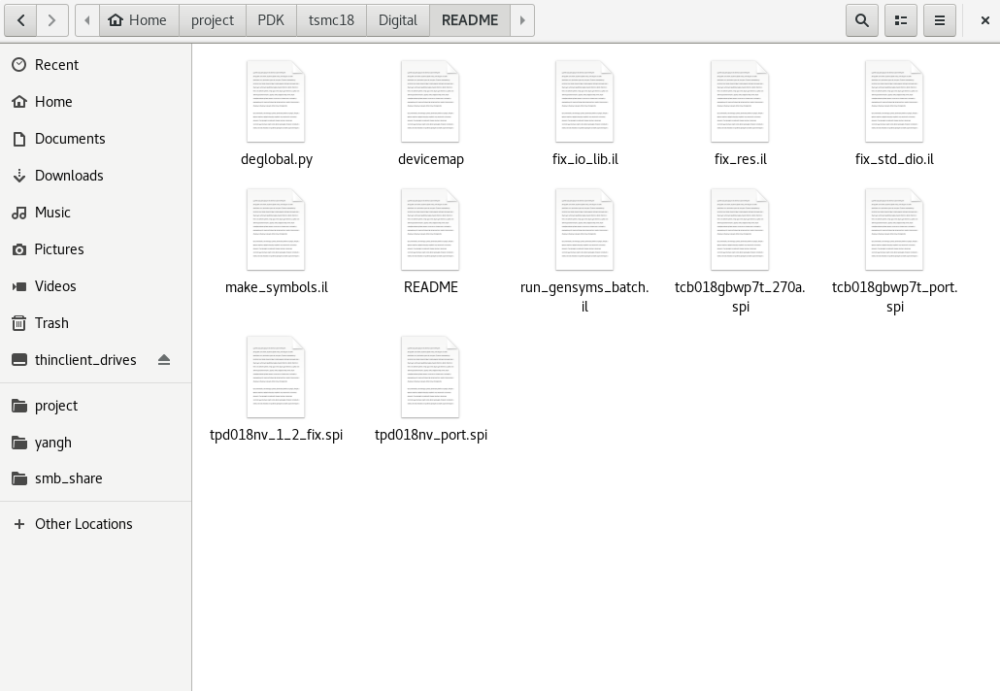 Home project PDK tsmc18 Digital README
Recent
Home
Documents
Downloads
Music
Pictures
Videos
Trash
thinclient_drives
project
yangh
smb_share
Other Locations
deglobal.py
devicemap
fix_io_lib.il
fix_res.il
fix_std_dio.il
make_symbols.il
README
run_gensyms_batch.
il
tcb018gbwp7t_270a.
spi
tcb018gbwp7t_port.
spi
tpd018nv_1_2_fix.spi
tpd018nv_port.spi